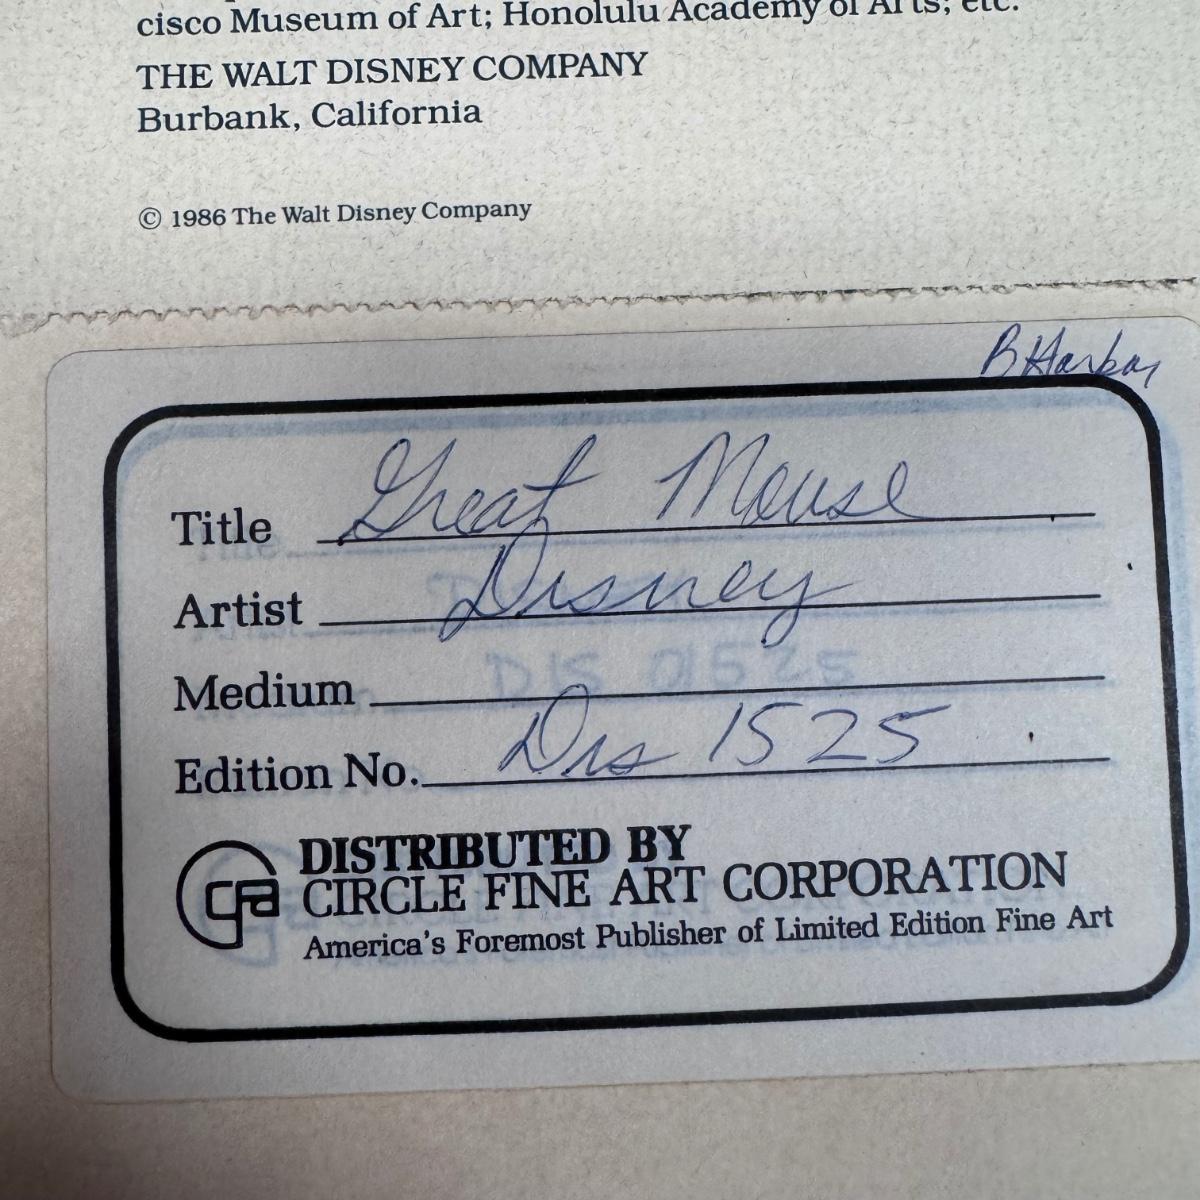 cisco Museum of Art; Honolulu Academy of Arts; etc.
THE WALT DISNEY COMPANY
Burbank, California
© 1986 The Walt Disney Company
Title Great Mouse
Artist Disney
Medium DIS 01525
Edition No. Dis 1525
DISTRIBUTED BY
CIRCLE FINE ART CORPORATION
America's Foremost Publisher of Limited Edition Fine Art